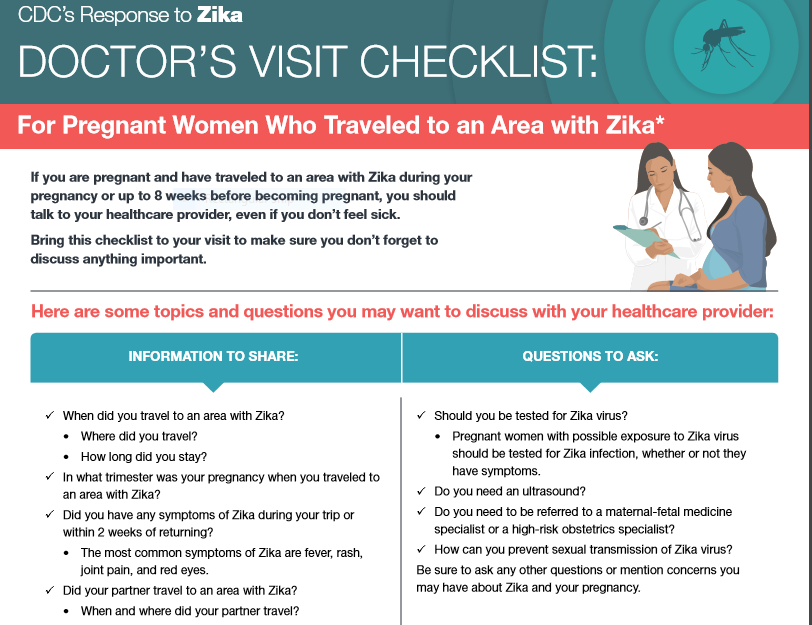 CDC's Response to Zika
DOCTOR'S VISIT CHECKLIST:
For Pregnant Women Who Traveled to an Area with Zika*
If you are pregnant and have traveled to an area with Zika during your
pregnancy or up to 8 weeks before becoming pregnant, you should
talk to your healthcare provider, even if you don't feel sick.
Bring this checklist to your visit to make sure you don't forget to
discuss anything important.
Here are some topics and questions you may want to discuss with your healthcare provider:
INFORMATION TO SHARE:
✓ When did you travel to an area with Zika?
• Where did you travel?
• How long did you stay?
✓ In what trimester was your pregnancy when you traveled to
an area with Zika?
✓ Did you have any symptoms of Zika during your trip or
within 2 weeks of returning?
• The most common symptoms of Zika are fever, rash,
joint pain, and red eyes.
✓ Did your partner travel to an area with Zika?
• When and where did your partner travel?
QUESTIONS TO ASK:
✓ Should you be tested for Zika virus?
• Pregnant women with possible exposure to Zika virus
should be tested for Zika infection, whether or not they
have symptoms.
✓ Do you need an ultrasound?
✓ Do you need to be referred to a maternal-fetal medicine
specialist or a high-risk obstetrics specialist?
✓ How can you prevent sexual transmission of Zika virus?
Be sure to ask any other questions or mention concerns you
may have about Zika and your pregnancy.